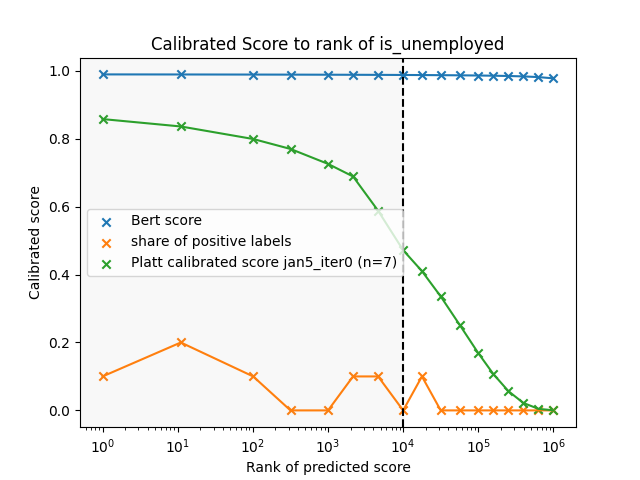 Calibrated Score to rank of is_unemployed
1.0
0.8
0.6
0.4
0.2
0.0
Calibrated score
Bert score
share of positive labels
Platt calibrated score jan5_iter0 (n=7)
10⁰ 10¹ 10² 10³ 10⁴ 10⁵ 10⁶
Rank of predicted score